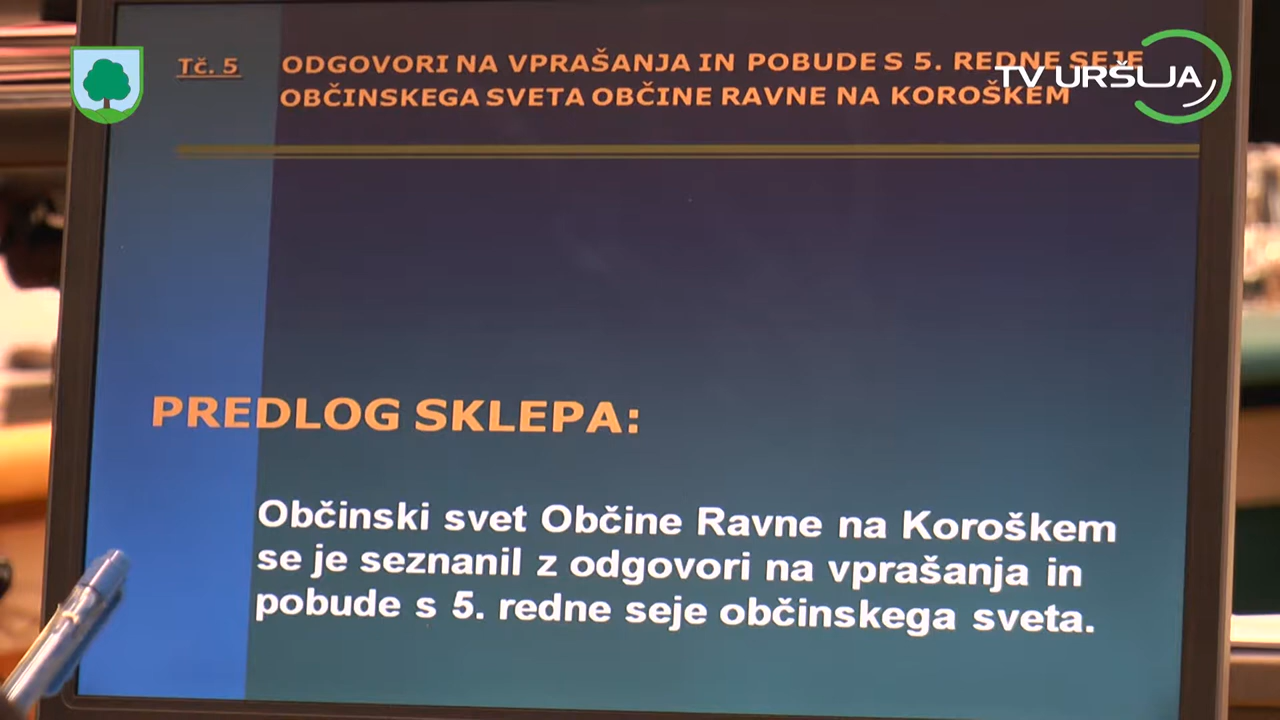 Tč. 5
ODGOVORI NA VPRAŠANJA IN POBUDE S 5. REDNE SEJE
OBČINSKEGA SVETA OBČINE RAVNE NA KOROŠKEM
TV URŠLJA
PREDLOG SKLEPA:
Občinski svet Občine Ravne na Koroškem
se je seznanil z odgovori na vprašanja in
pobude s 5. redne seje občinskega sveta.